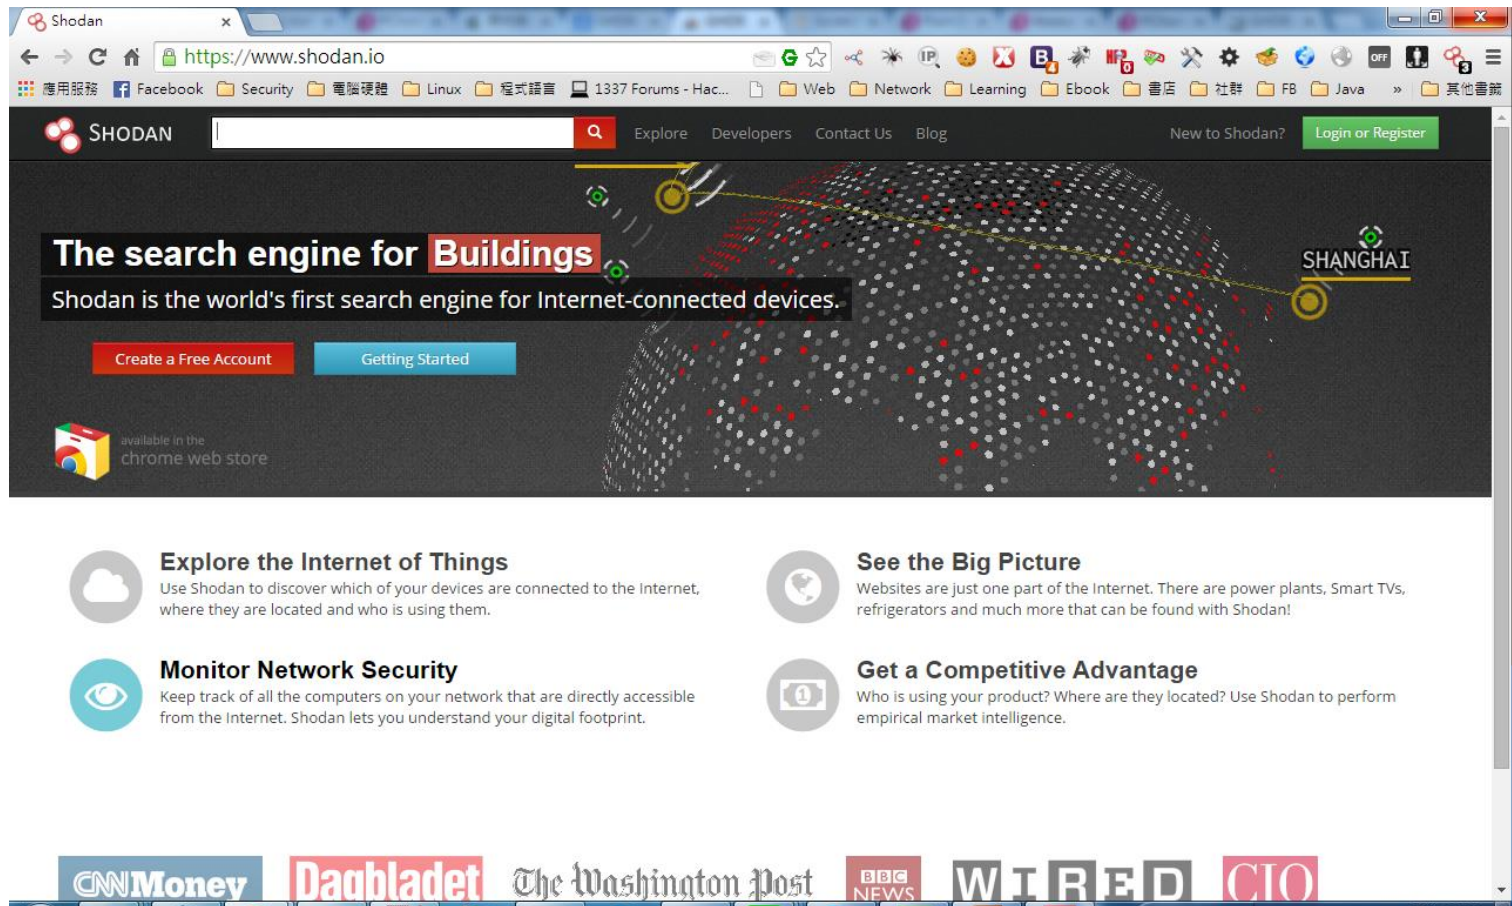 Shodan
https://www.shodan.io
應用服務 Facebook Security 電腦硬體 Linux 程式語言 1337 Forums - Hac... Web Network Learning Ebook 書店 社群 FB Java » 其他書籤
SHODAN Explore Developers Contact Us Blog New to Shodan? Login or Register
SHANGHAI
The search engine for Buildings
Shodan is the world's first search engine for Internet-connected devices.
Create a Free Account Getting Started
available in the
chrome web store
Explore the Internet of Things
Use Shodan to discover which of your devices are connected to the Internet,
where they are located and who is using them.
See the Big Picture
Websites are just one part of the Internet. There are power plants, Smart TVs,
refrigerators and much more that can be found with Shodan!
Monitor Network Security
Keep track of all the computers on your network that are directly accessible
from the Internet. Shodan lets you understand your digital footprint.
Get a Competitive Advantage
Who is using your product? Where are they located? Use Shodan to perform
empirical market intelligence.
CNNMoney Dagbladet The Washington Post BBC NEWS WIRED CIO